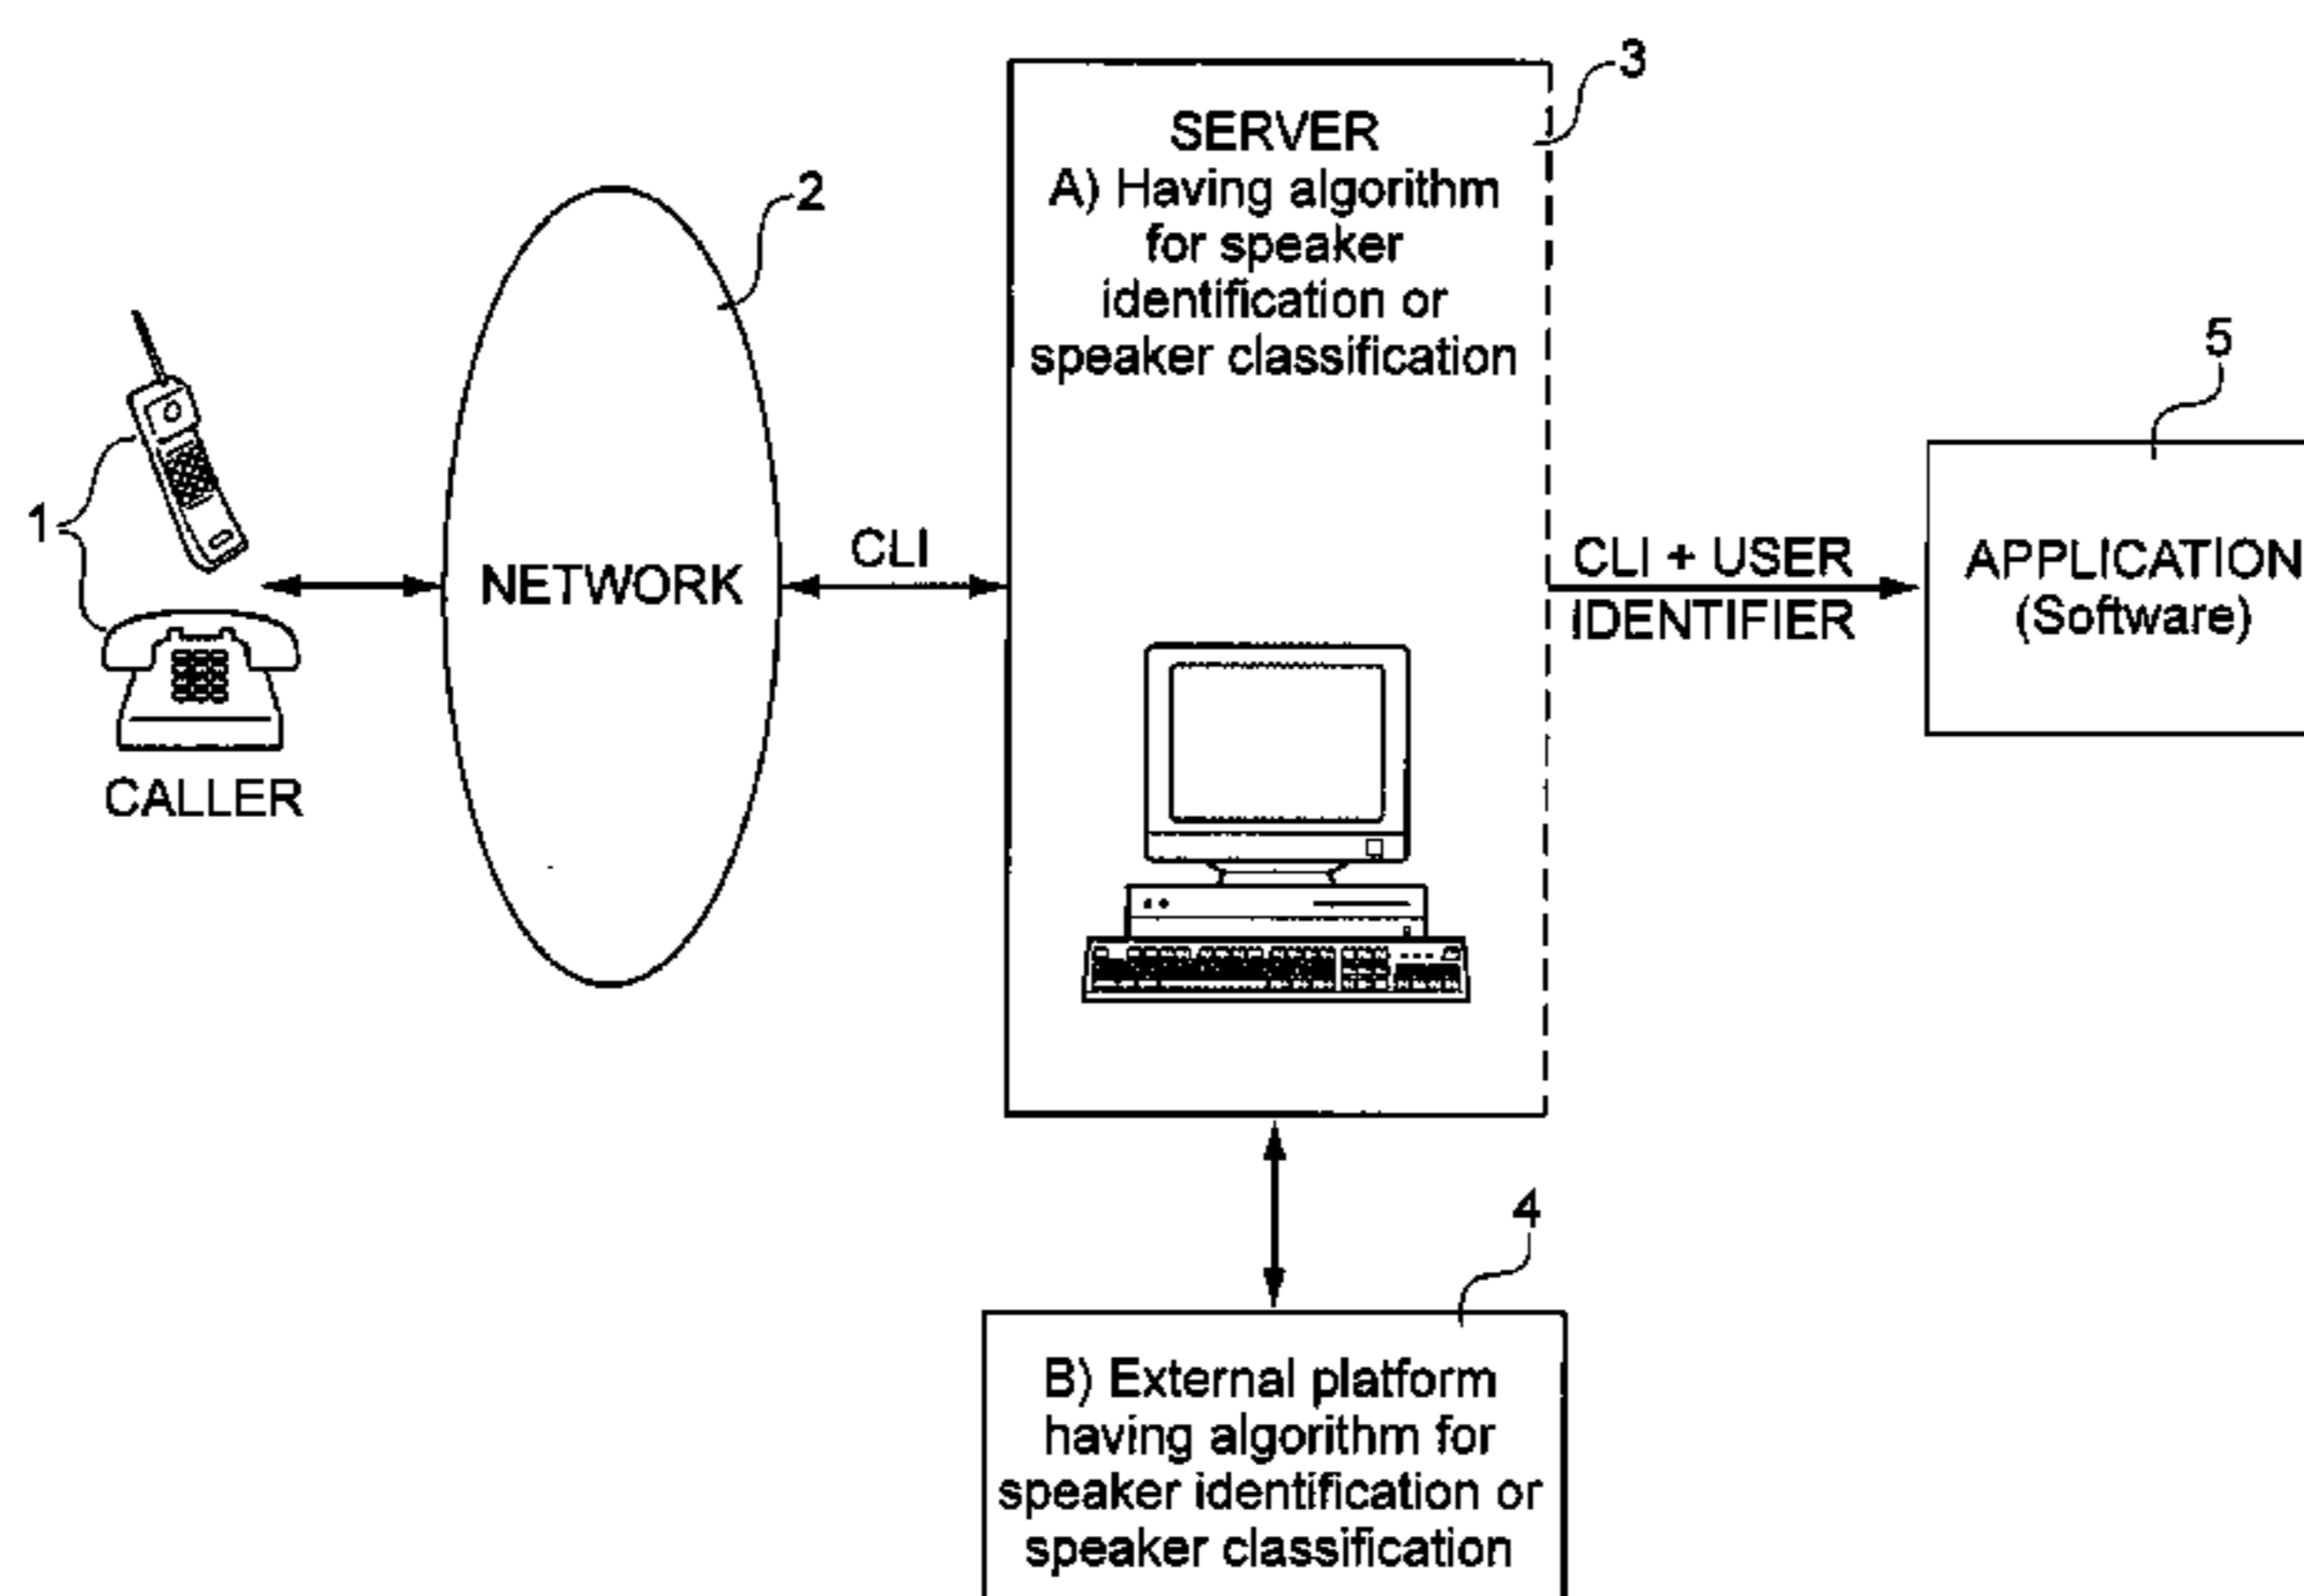 3
SERVER
A) Having algorithm
for speaker
identification or
speaker classification
2
5
1
NETWORK
CLI
CLI + USER
IDENTIFIER
APPLICATION
(Software)
CALLER
4
B) External platform
having algorithm for
speaker identification or
speaker classification